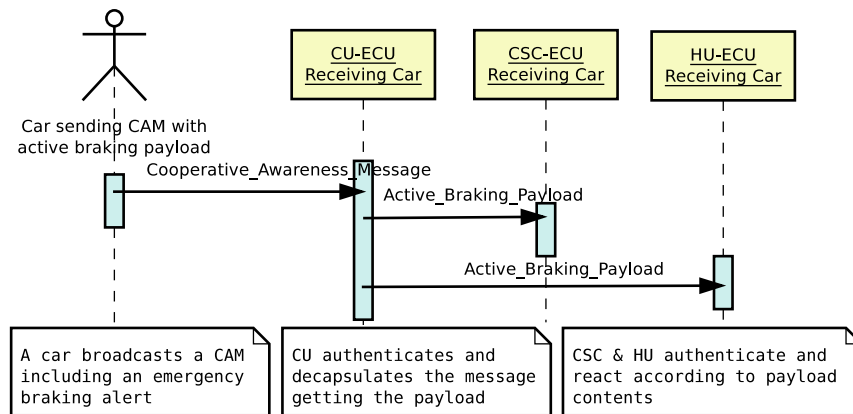 CU-ECU
Receiving Car
CSC-ECU
Receiving Car
HU-ECU
Receiving Car
Car sending CAM with
active braking payload
Cooperative_Awareness_Message
Active_Braking_Payload
Active_Braking_Payload
A car broadcasts a CAM
including an emergency
braking alert
CU authenticates and
decapsulates the message
getting the payload
CSC & HU authenticate and
react according to payload
contents